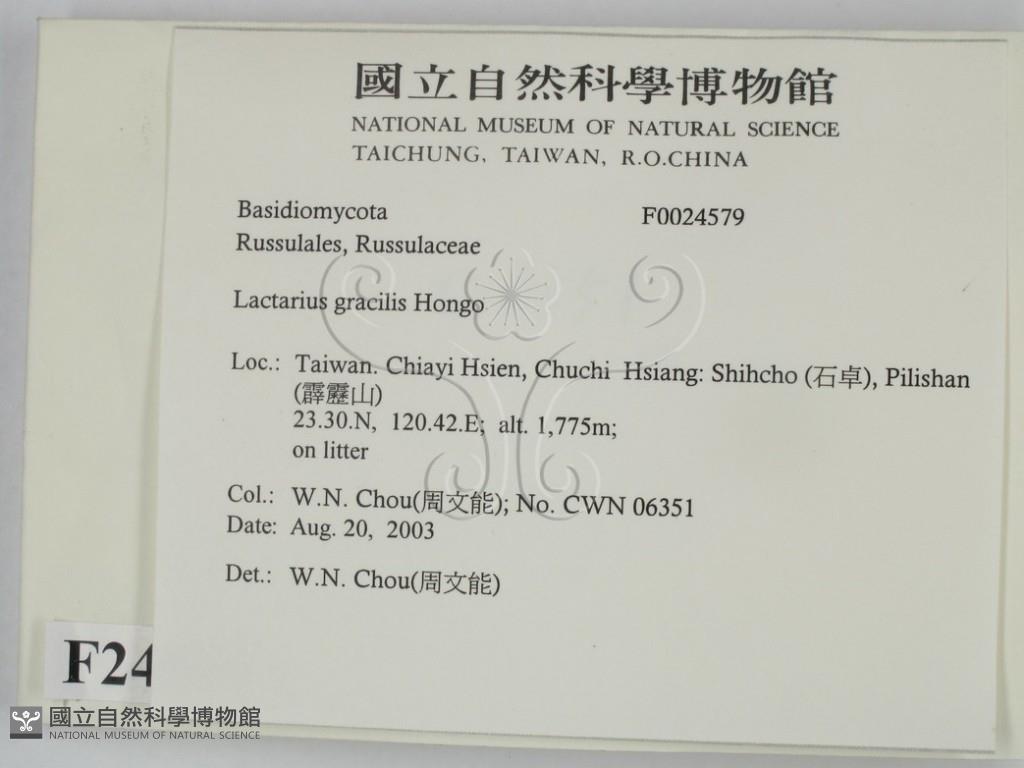 國立自然科學博物館
NATIONAL MUSEUM OF NATURAL SCIENCE
TAICHUNG, TAIWAN, R.O.CHINA
Basidiomycota F0024579
Russulales, Russulaceae
Lactarius gracilis Hongo
Loc.: Taiwan. Chiayi Hsien, Chuchi Hsiang: Shihcho (石卓), Pilishan
(霹靂山)
23.30.N, 120.42.E; alt. 1,775m;
on litter
Col.: W.N. Chou(周文能); No. CWN 06351
Date: Aug. 20, 2003
Det.: W.N. Chou(周文能)
F24
國立自然科學博物館
NATIONAL MUSEUM OF NATURAL SCIENCE